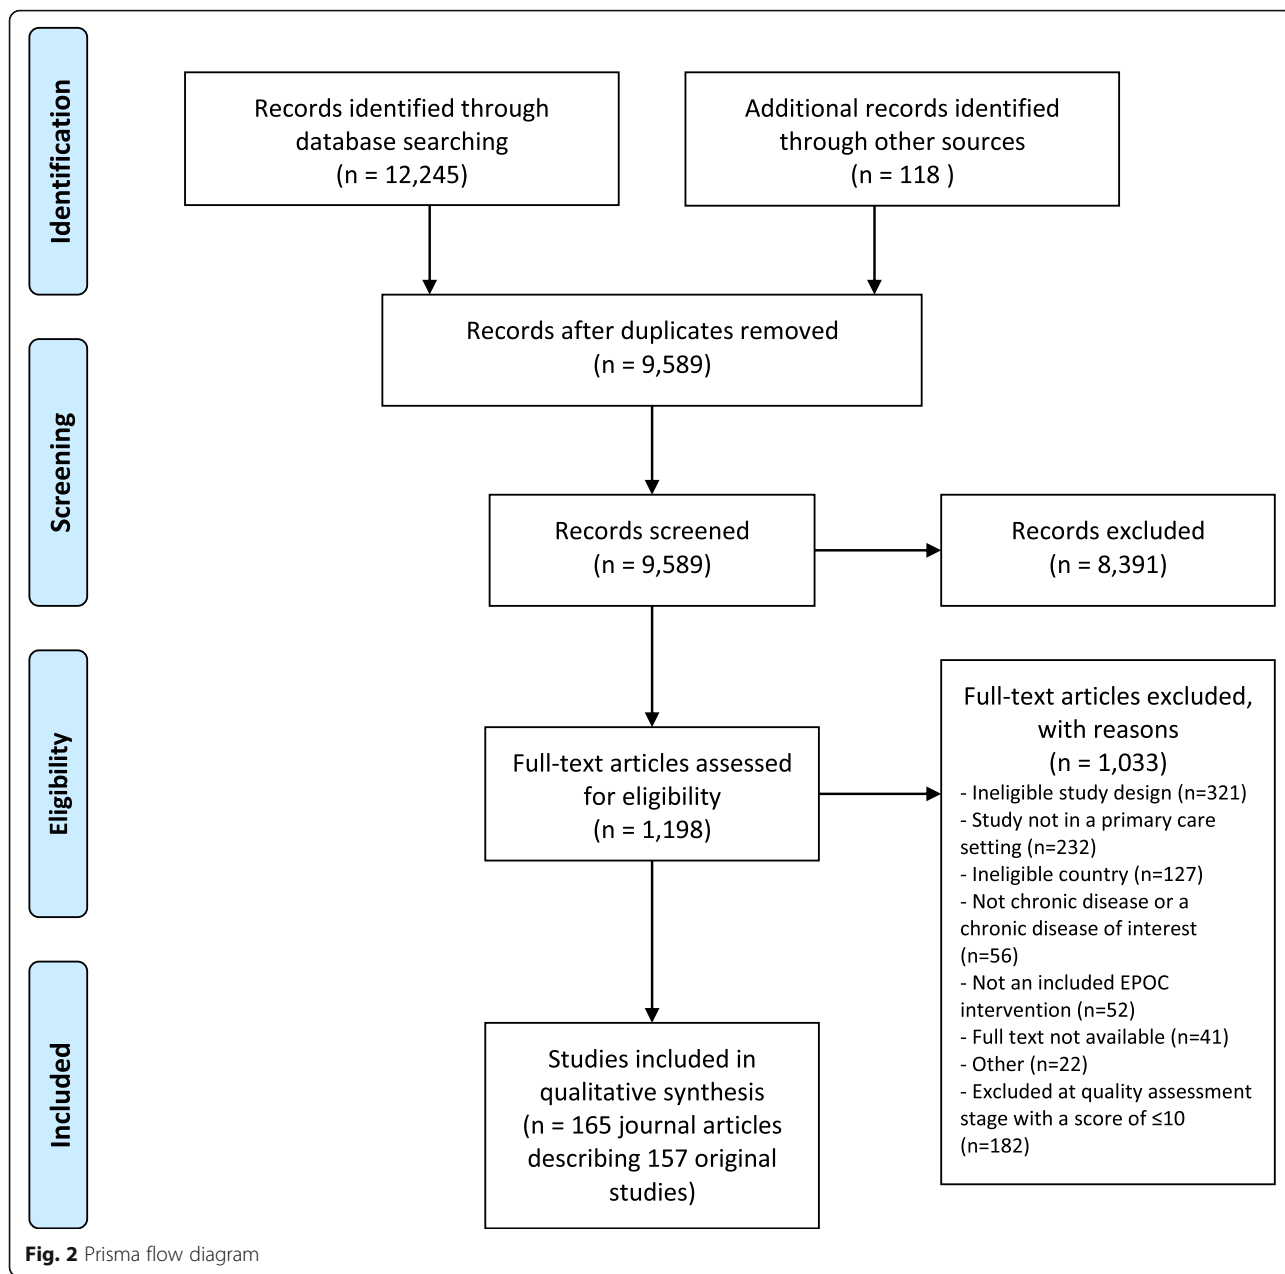 Identification
Records identified through
database searching
(n = 12,245)
Additional records identified
through other sources
(n = 118 )
Records after duplicates removed
(n = 9,589)
Screening
Records screened
(n = 9,589)
Records excluded
(n = 8,391)
Eligibility
Full-text articles assessed
for eligibility
(n = 1,198)
Full-text articles excluded,
with reasons
(n = 1,033)
- Ineligible study design (n=321)
- Study not in a primary care
setting (n=232)
- Ineligible country (n=127)
- Not chronic disease or a
chronic disease of interest
(n=56)
- Not an included EPOC
intervention (n=52)
- Full text not available (n=41)
- Other (n=22)
- Excluded at quality assessment
stage with a score of ≤10
(n=182)
Included
Studies included in
qualitative synthesis
(n = 165 journal articles
describing 157 original
studies)
Fig. 2 Prisma flow diagram